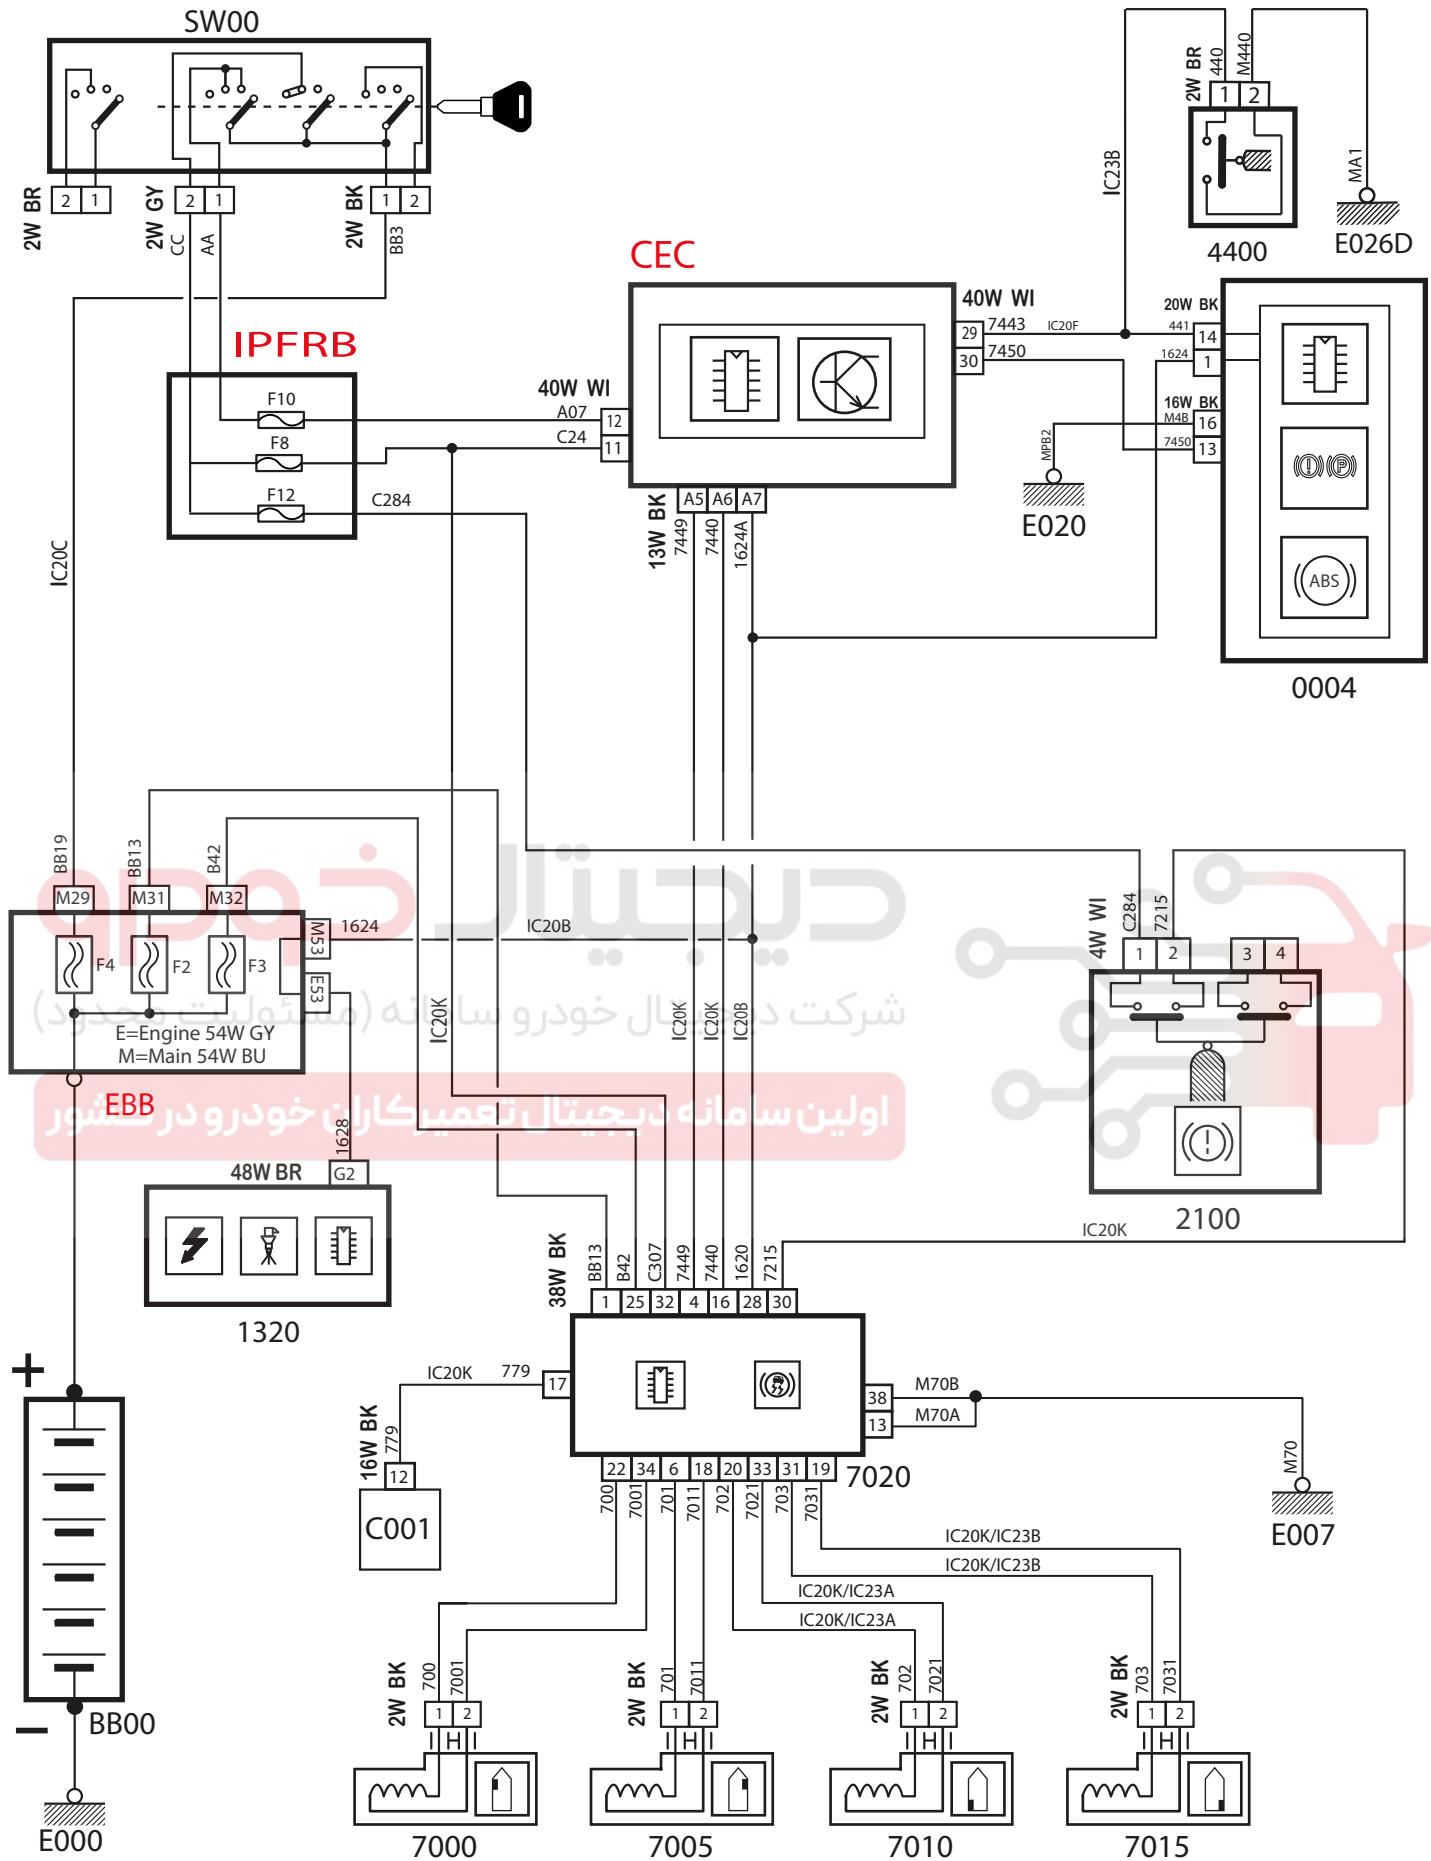 SW00
2W BR
2
1
2W GY
2
1
2W BK
1
2
CC
AA
BB3
IPFRB
F10
F8
F12
C284
CEC
40W WI
A07
12
C24
11
40W WI
29
7443
IC20F
30
7450
13W BK
A5
A6
A7
7449
7440
1624A
IC23B
2W BR
440
M440
1
2
4400
MA1
E026D
20W BK
441
14
1624
1
16W BK
M4B
16
7450
13
MPB2
E020
ABS
0004
IC20C
BB19
BB13
B42
M29
M31
M32
F4
F2
F3
M53
E53
1624
IC20B
E=Engine 54W GY
M=Main 54W BU
EBB
1628
48W BR
G2
1320
دیجیتال خودرو
شرکت دیجیتال خودرو سامانه (مسئولیت محدود)
اولین سامانه دیجیتال تعمیرکاران خودرو در کشور
IC20K
IC20K
IC20K
IC20B
4W WI
C284
7215
1
2
3
4
2100
IC20K
38W BK
BB13
B42
C307
7449
7440
1620
7215
1
25
32
4
16
28
30
IC20K
779
17
38
M70B
13
M70A
M70
E007
16W BK
779
12
C001
22
34
6
18
20
33
31
19
7020
700
7001
701
7011
702
7021
703
7031
IC20K/IC23B
IC20K/IC23B
IC20K/IC23A
IC20K/IC23A
+
−
BB00
E000
2W BK
700
7001
1
2
H
7000
2W BK
701
7011
1
2
H
7005
2W BK
702
7021
1
2
H
7010
2W BK
703
7031
1
2
H
7015